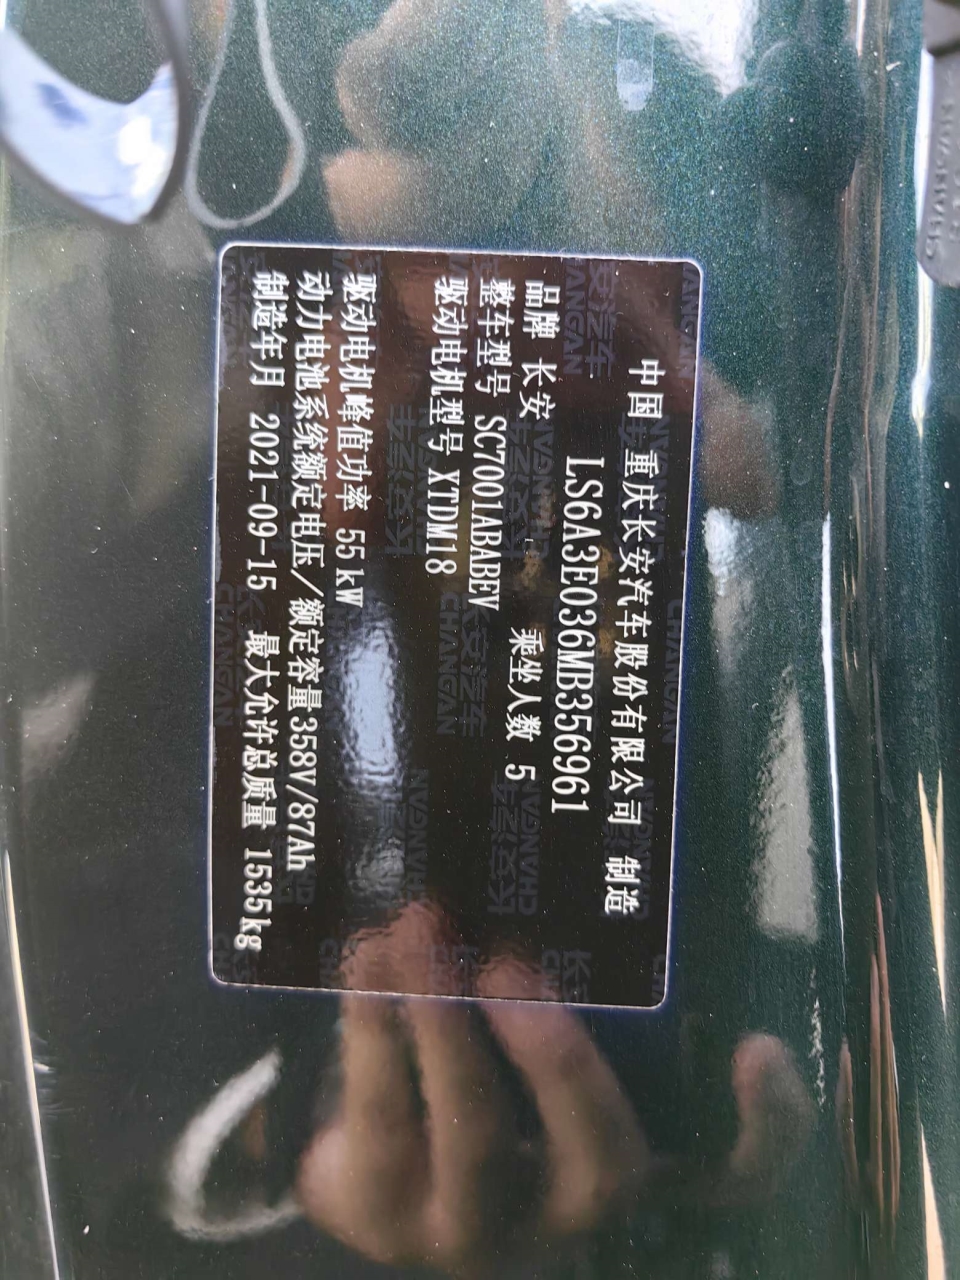 中国 重庆长安汽车股份有限公司 制造
LS6A3E036MB356961
品牌 长安 乘坐人数 5
整车型号 SC7001ABABEV
驱动电机型号 XTDM18
驱动电机峰值功率 55 kW
动力电池系统额定电压/额定容量358V/87Ah
制造年月 2021-09-15 最大允许总质量 1535kg